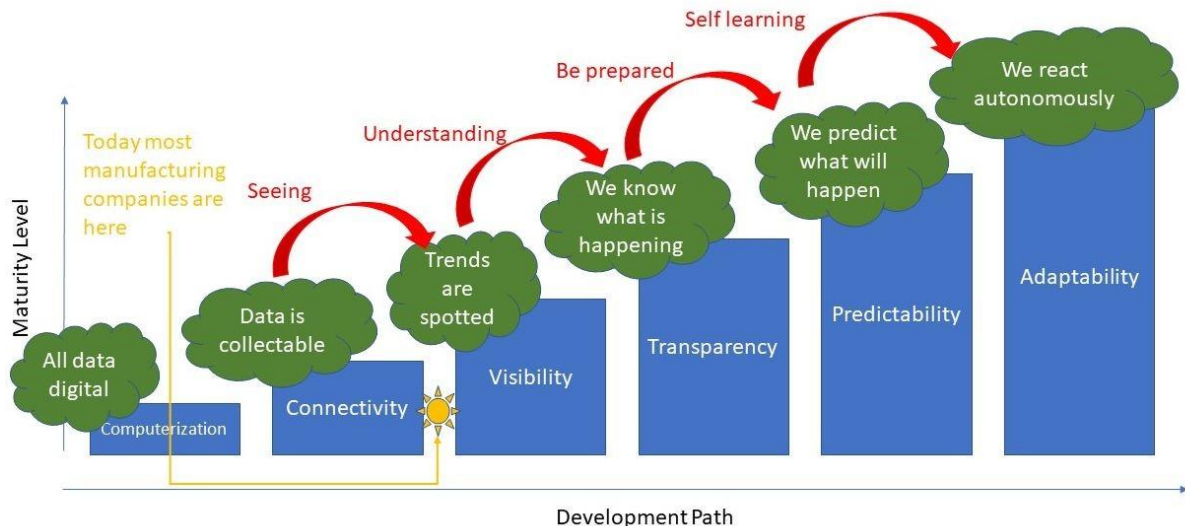 Self learning
We react
autonomously
Be prepared
Today most
manufacturing
companies are
here
Understanding
We predict
what will
happen
Seeing
We know
what is
happening
Trends
are
spotted
Data is
collectable
All data
digital
Computerization
Connectivity
Visibility
Transparency
Predictability
Adaptability
Maturity Level
Development Path